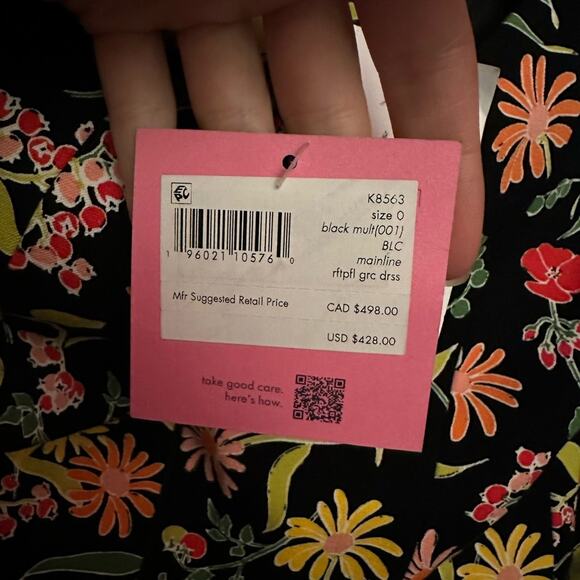 K8563
size 0
black mult(001)
BLC
mainline
rftpfl grc drss
1 96021 10576 0
Mfr Suggested Retail Price CAD $498.00
USD $428.00
take good care.
here's how.